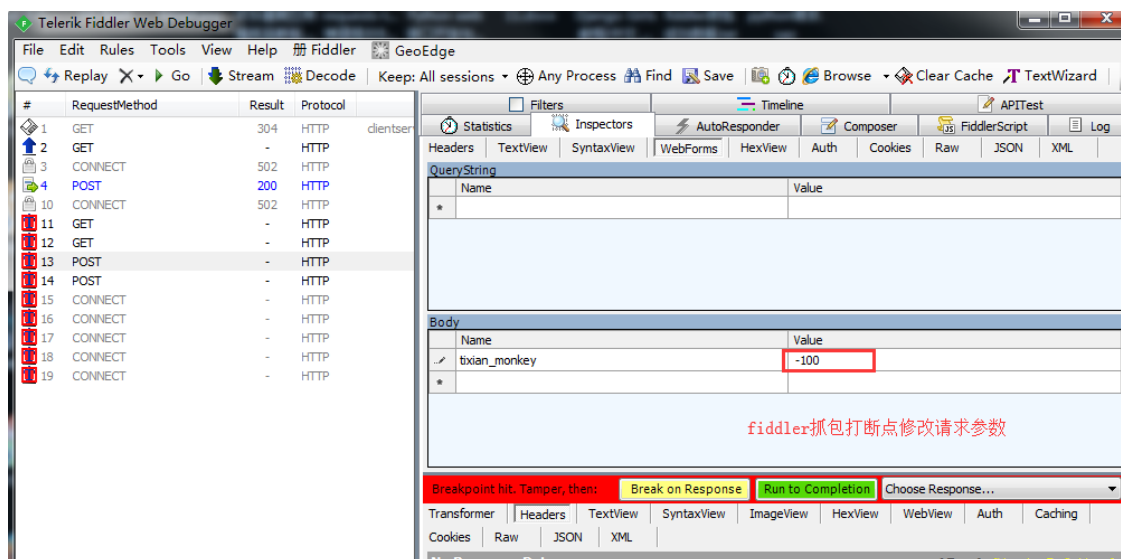 Telerik Fiddler Web Debugger
File Edit Rules Tools View Help 册 Fiddler GeoEdge
Replay X Go Stream Decode Keep: All sessions Any Process Find Save Browse Clear Cache TextWizard
# RequestMethod Result Protocol
1 GET 304 HTTP clientser
2 GET - HTTP
3 CONNECT 502 HTTP
4 POST 200 HTTP
10 CONNECT 502 HTTP
11 GET - HTTP
12 GET - HTTP
13 POST - HTTP
14 POST - HTTP
15 CONNECT - HTTP
16 CONNECT - HTTP
17 CONNECT - HTTP
18 CONNECT - HTTP
19 CONNECT - HTTP
Filters Timeline APITest
Statistics Inspectors AutoResponder Composer FiddlerScript Log
Headers TextView SyntaxView WebForms HexView Auth Cookies Raw JSON XML
QueryString
Name Value
*
Body
Name Value
tixian_monkey -100
*
fiddler抓包打断点修改请求参数
Breakpoint hit. Tamper, then: Break on Response Run to Completion Choose Response...
Transformer Headers TextView SyntaxView ImageView HexView WebView Auth Caching
Cookies Raw JSON XML